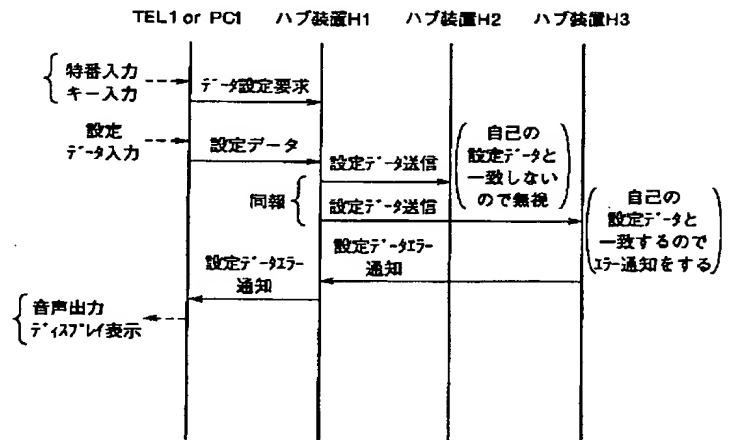 TEL1 or PC1 ハブ装置H1 ハブ装置H2 ハブ装置H3
特番入力
キー入力
データ設定要求
設定
データ入力
設定データ
設定データ送信
自己の
設定データと
一致しない
ので無視
同報
設定データ送信
自己の
設定データと
一致するので
エラー通知をする
設定データエラー
通知
設定データエラー
通知
音声出力
ディスプレイ表示